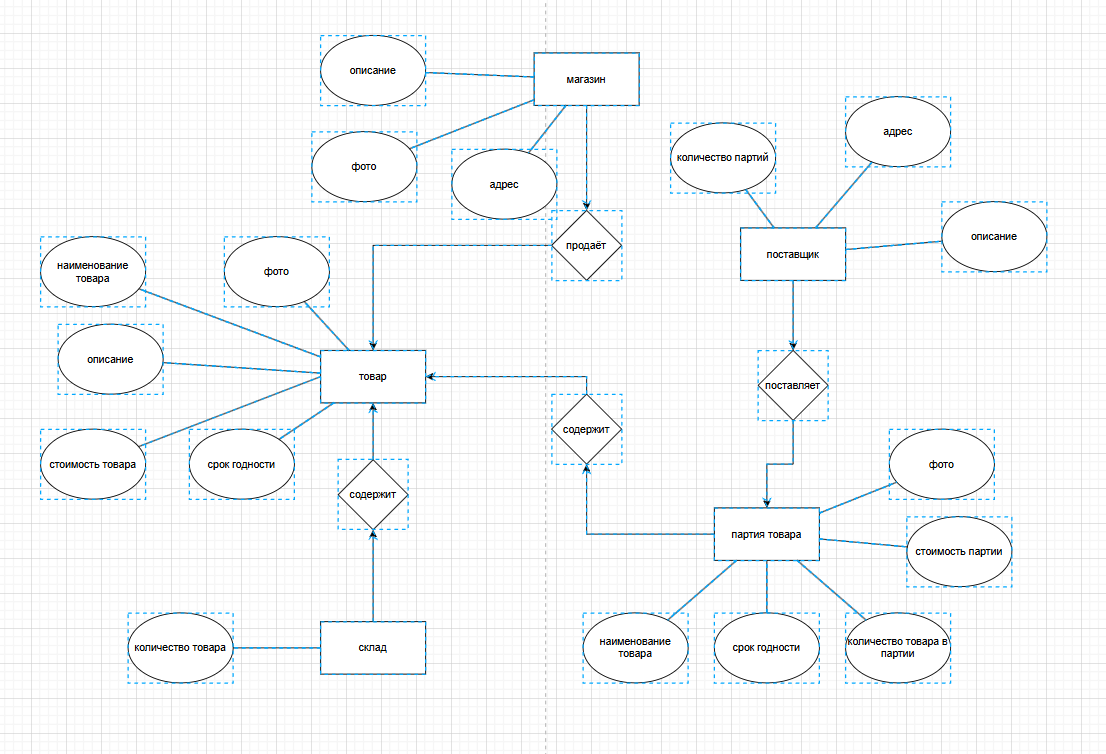 описание
магазин
фото
адрес
количество партий
адрес
продаёт
поставщик
описание
наименование
товара
фото
описание
товар
поставляет
стоимость товара
срок годности
содержит
содержит
фото
партия товара
стоимость партии
количество товара
склад
наименование
товара
срок годности
количество товара в
партии